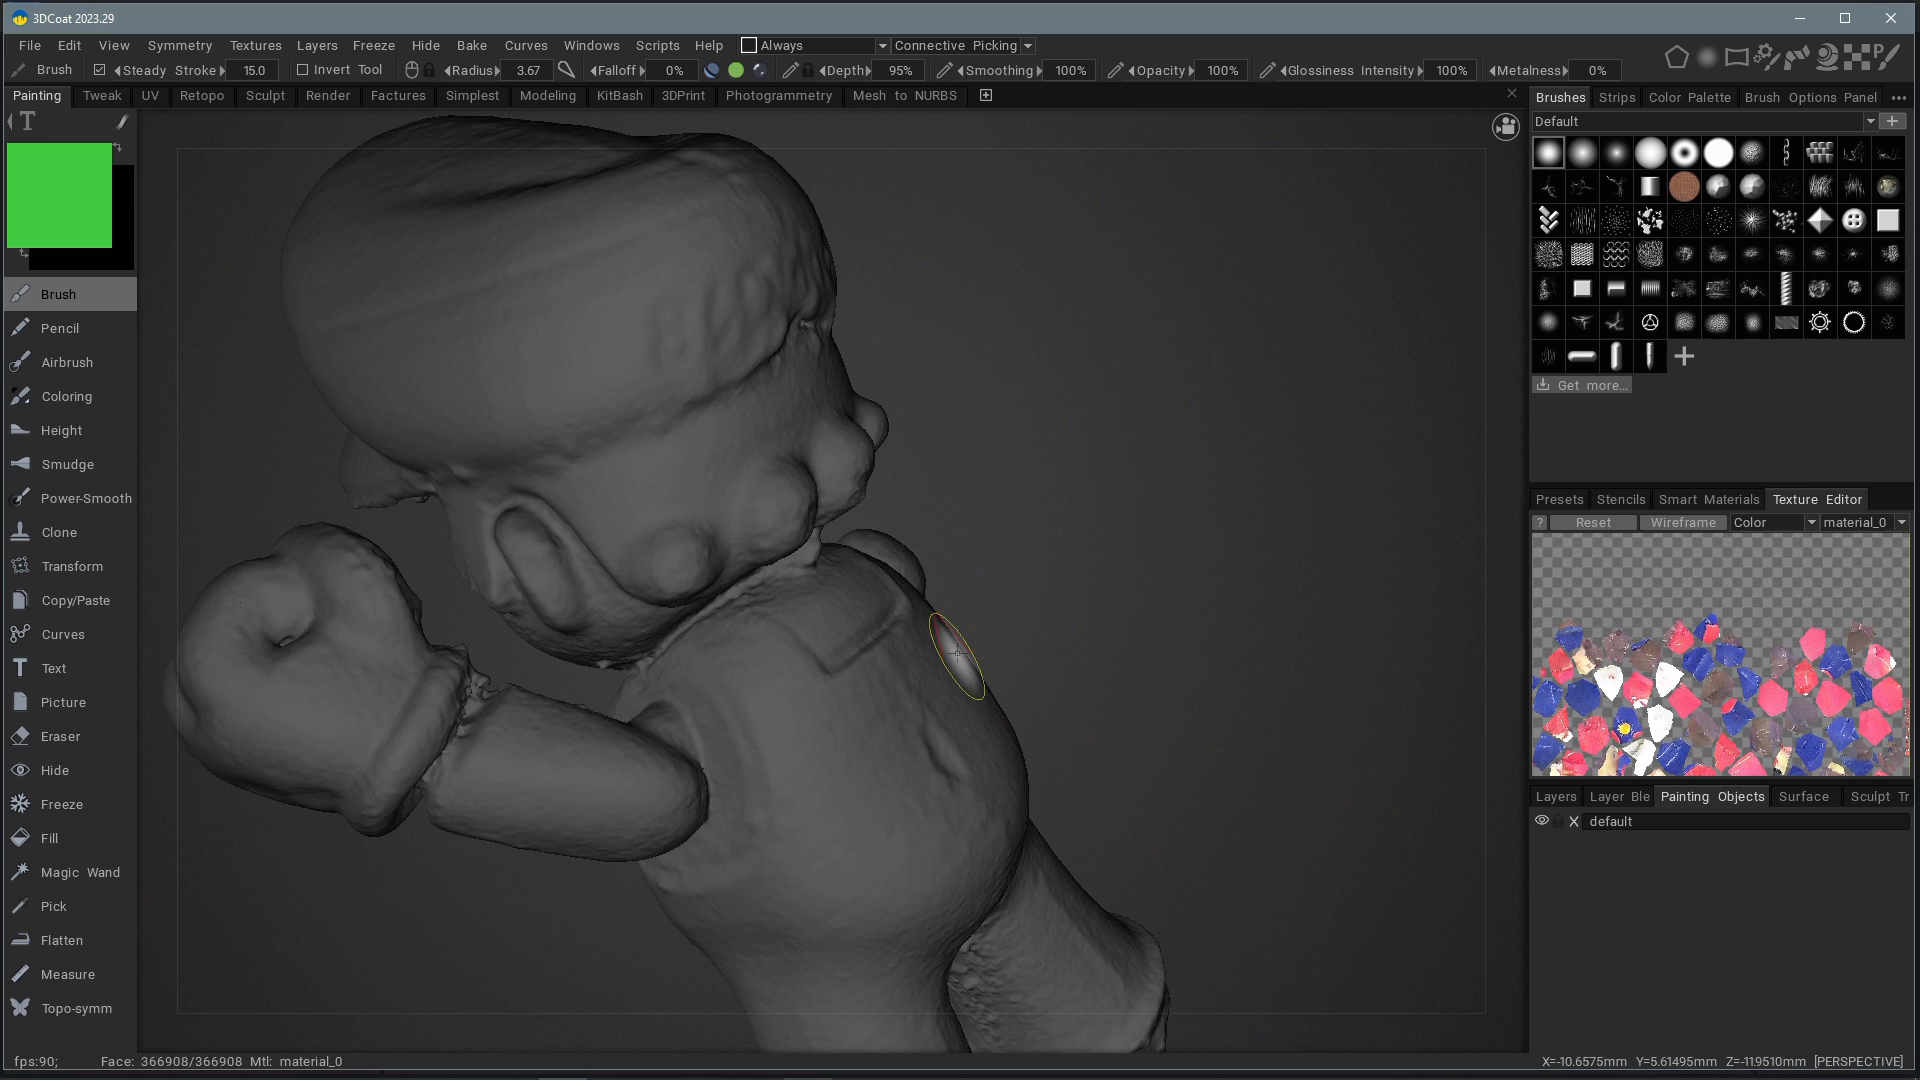 3DCoat 2023.29
File Edit View Symmetry Textures Layers Freeze Hide Bake Curves Windows Scripts Help Always Connective Picking
Brush Steady Stroke 15.0 Invert Tool Radius 3.67 Falloff 0% Depth 95% Smoothing 100% Opacity 100% Glossiness Intensity 100% Metalness 0%
Painting Tweak UV Retopo Sculpt Render Factures Simplest Modeling KitBash 3DPrint Photogrammetry Mesh to NURBS
T
Brush
Pencil
Airbrush
Coloring
Height
Smudge
Power-Smooth
Clone
Transform
Copy/Paste
Curves
Text
Picture
Eraser
Hide
Freeze
Fill
Magic Wand
Pick
Flatten
Measure
Topo-symm
Brushes Strips Color Palette Brush Options Panel
Default
Get more...
Presets Stencils Smart Materials Texture Editor
? Reset Wireframe Color material_0
Layers Layer Ble Painting Objects Surface Sculpt Tr
X default
fps:90; Face: 366908/366908 Mtl: material_0
X=-10.6575mm Y=5.61495mm Z=-11.9510mm [PERSPECTIVE]